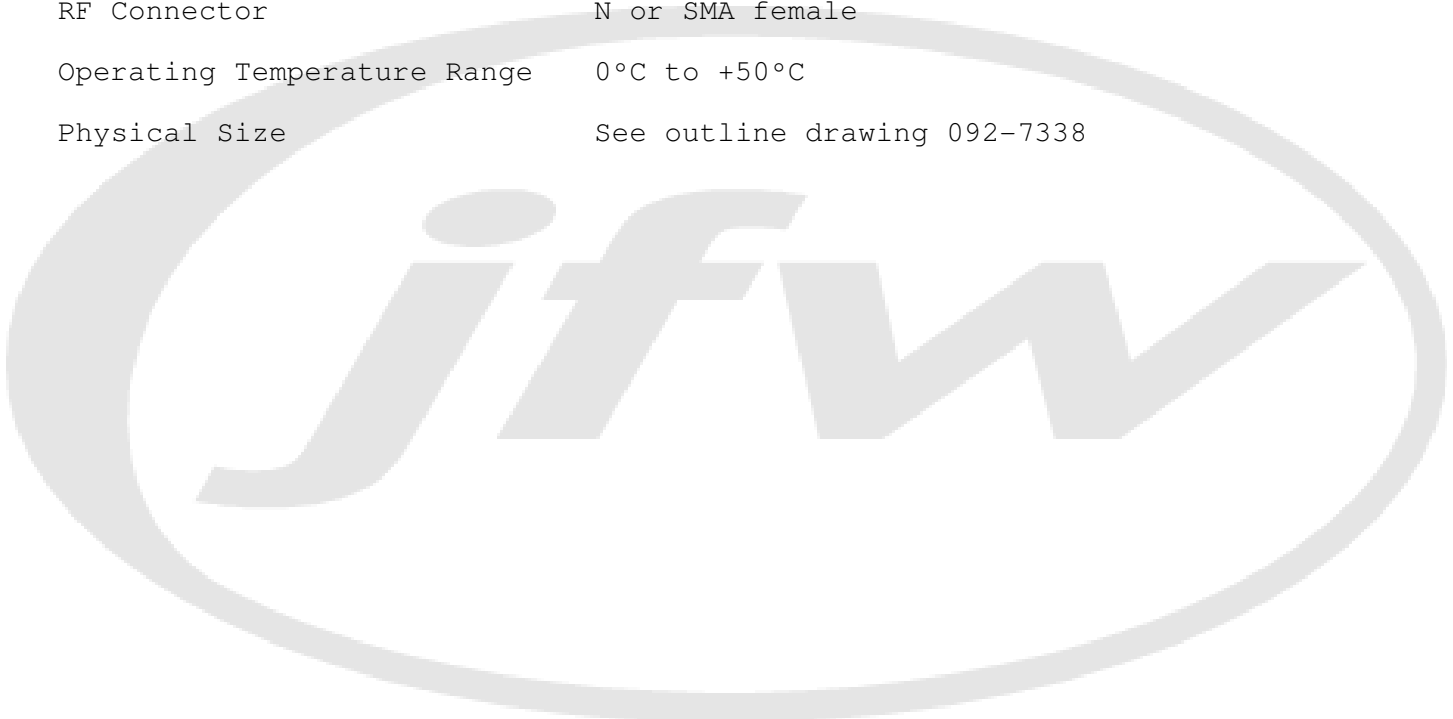 RF Connector N or SMA female
Operating Temperature Range 0°C to +50°C
Physical Size See outline drawing 092-7338
jfw